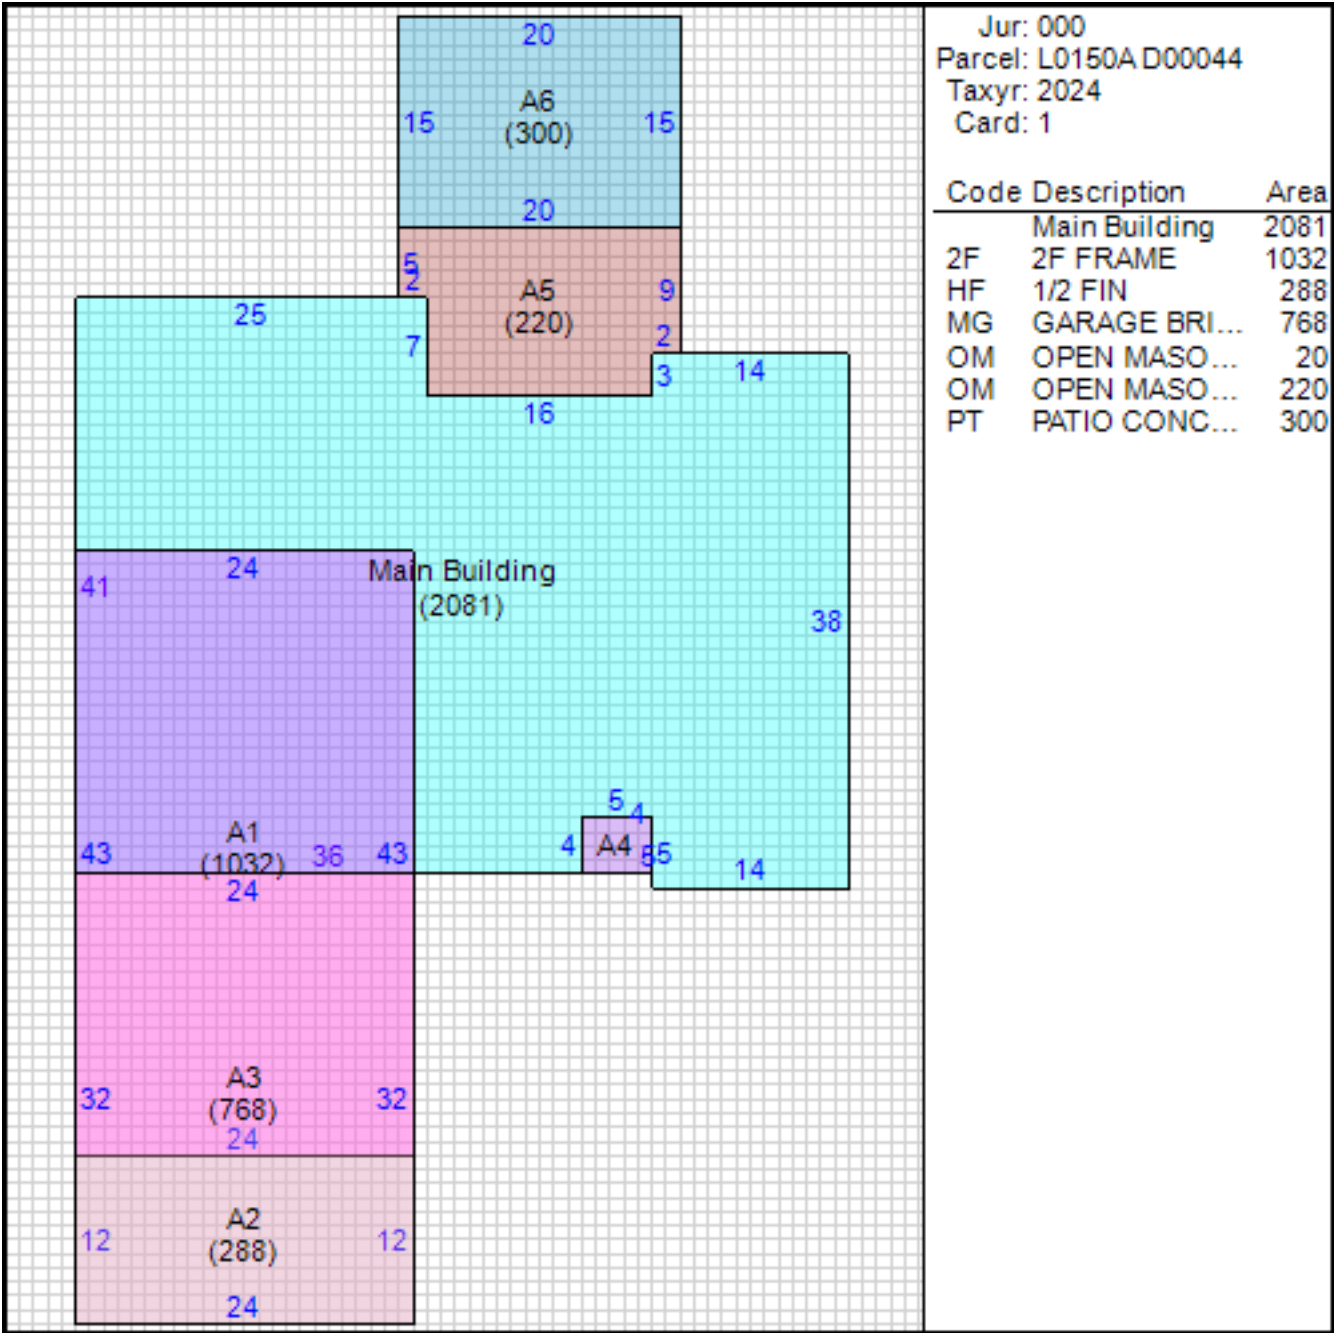 20
A6
15 15
(300)
20
5
2
A5 9
(220)
25
2
7
3 14
16
24 Main Building
41
(2081)
38
5
4
A1 4 A4
43 36 43 55
(1032) 14
24
A3
32 32
(768)
24
A2
12 12
(288)
24
Jur: 000
Parcel: L0150A D00044
Taxyr: 2024
Card: 1
Code Description Area
Main Building 2081
2F 2F FRAME 1032
HF 1/2 FIN 288
MG GARAGE BRI... 768
OM OPEN MASO... 20
OM OPEN MASO... 220
PT PATIO CONC... 300